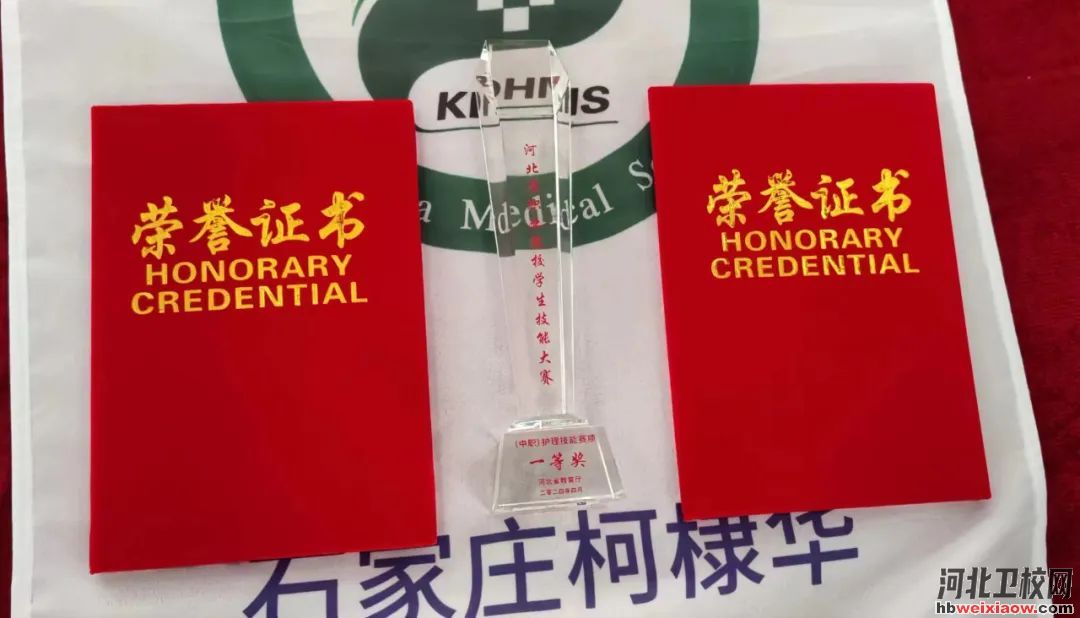 荣誉证书
HONORARY
CREDENTIAL
Medical
河北
校学生技能大赛
(中职)护理技能赛项
一等奖
河北省教育厅
二零二四年四月
荣誉证书
HONORARY
CREDENTIAL
石家庄柯棣华
河北卫校网
hbweixiaow.com